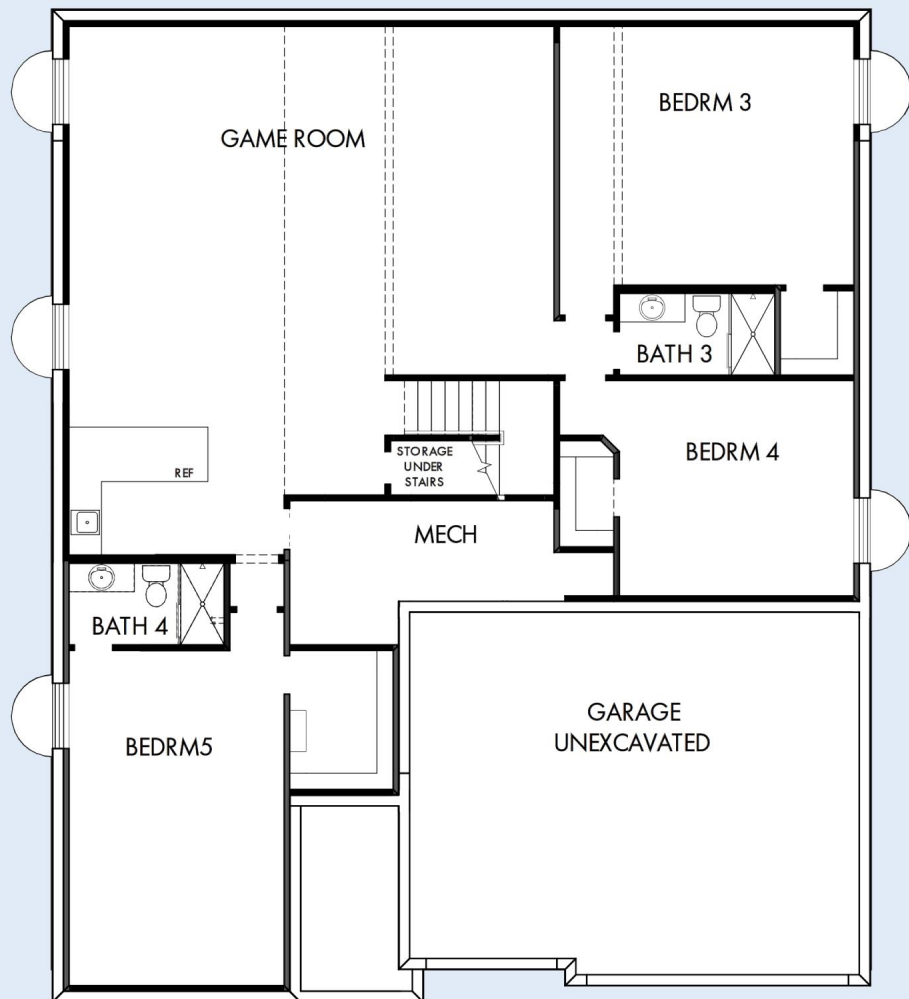 BEDRM 3
GAME ROOM
BATH 3
STORAGE
UNDER
STAIRS
BEDRM 4
REF
MECH
BATH 4
GARAGE
UNEXCAVATED
BEDRM5